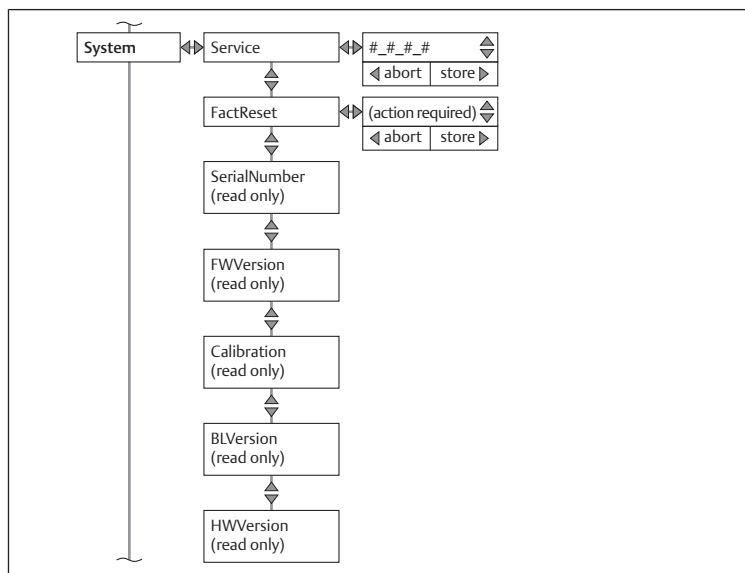 System
Service
#_#_#_#
abort
store
FactReset
(action required)
abort
store
SerialNumber
(read only)
FWVersion
(read only)
Calibration
(read only)
BLVersion
(read only)
HWVersion
(read only)